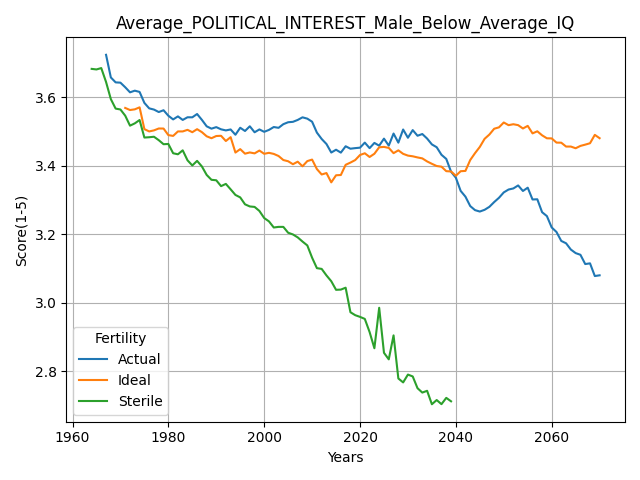 Average_POLITICAL_INTEREST_Male_Below_Average_IQ
Score(1-5)
3.6
3.4
3.2
3.0
2.8
Fertility
Actual
Ideal
Sterile
1960 1980 2000 2020 2040 2060
Years